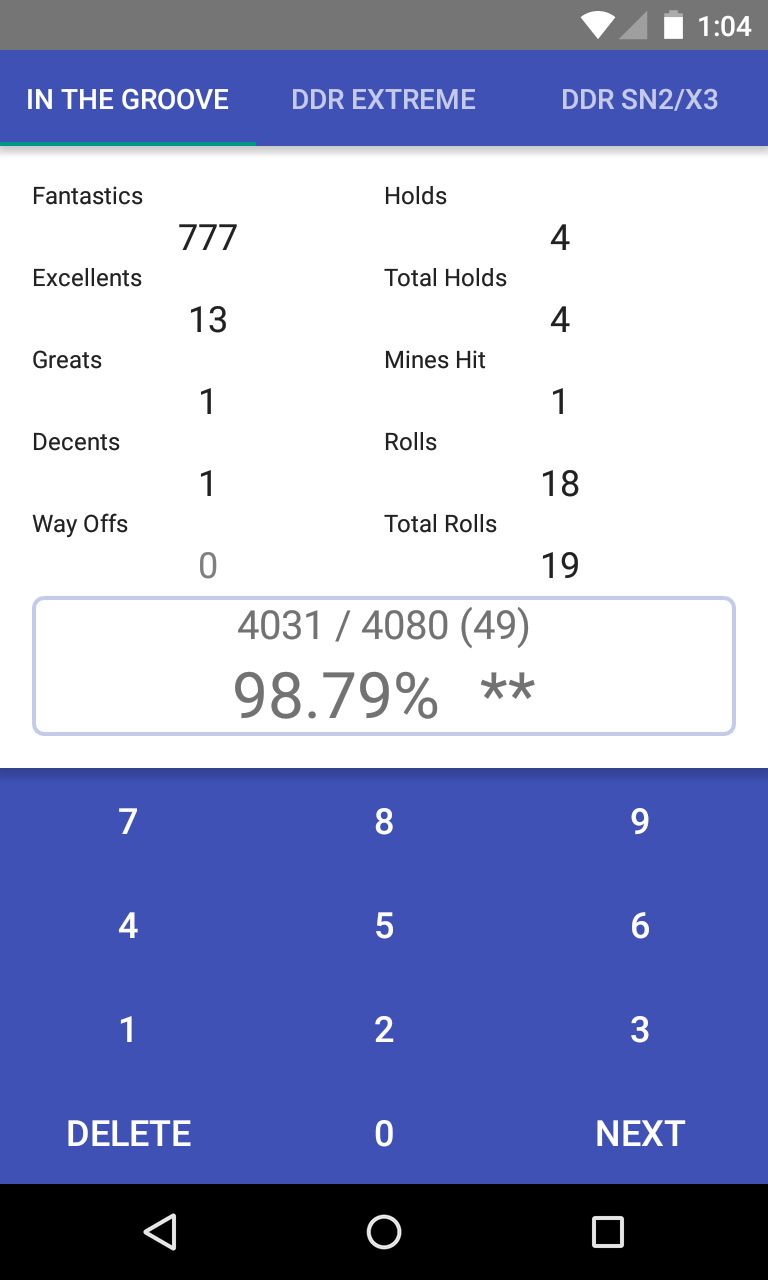 1:04
IN THE GROOVE DDR EXTREME DDR SN2/X3
Fantastics Holds
777 4
Excellents Total Holds
13 4
Greats Mines Hit
1 1
Decents Rolls
1 18
Way Offs Total Rolls
0 19
4031 / 4080 (49)
98.79% **
7 8 9
4 5 6
1 2 3
DELETE 0 NEXT